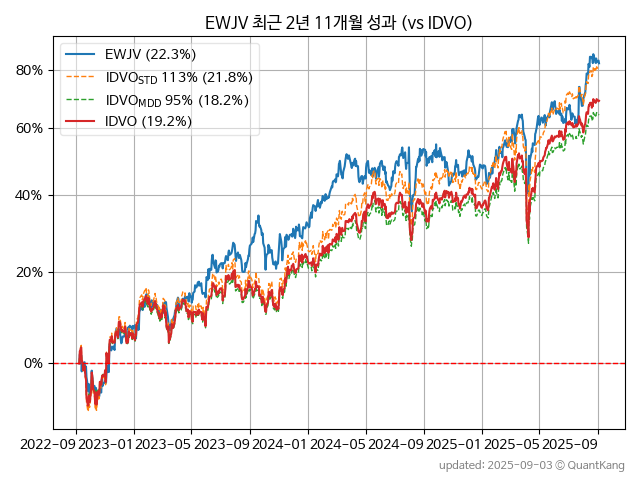 EWJV 최근 2년 11개월 성과 (vs IDVO)
EWJV (22.3%)
IDVO_STD 113% (21.8%)
IDVO_MDD 95% (18.2%)
IDVO (19.2%)
80%
60%
40%
20%
0%
2022-09 2023-01 2023-05 2023-09 2024-01 2024-05 2024-09 2025-01 2025-05 2025-09
updated: 2025-09-03 © QuantKang